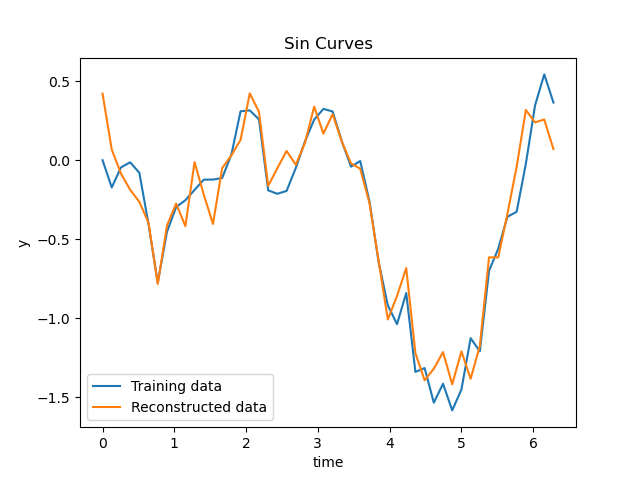 Sin Curves
y
0.5
0.0
−0.5
−1.0
−1.5
Training data
Reconstructed data
0 1 2 3 4 5 6
time